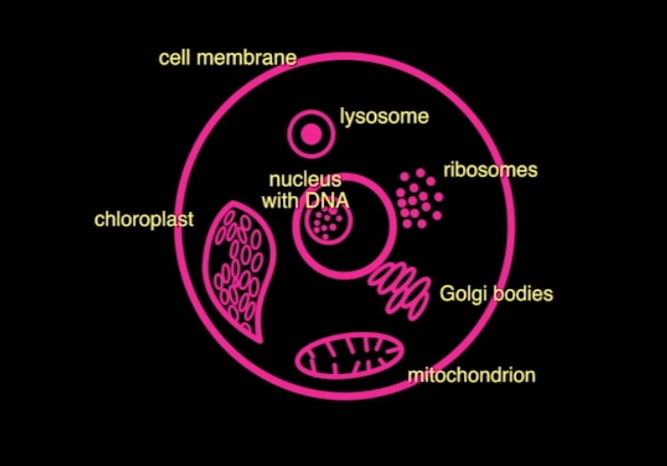 cell membrane
lysosome
ribosomes
nucleus
with DNA
chloroplast
Golgi bodies
mitochondrion